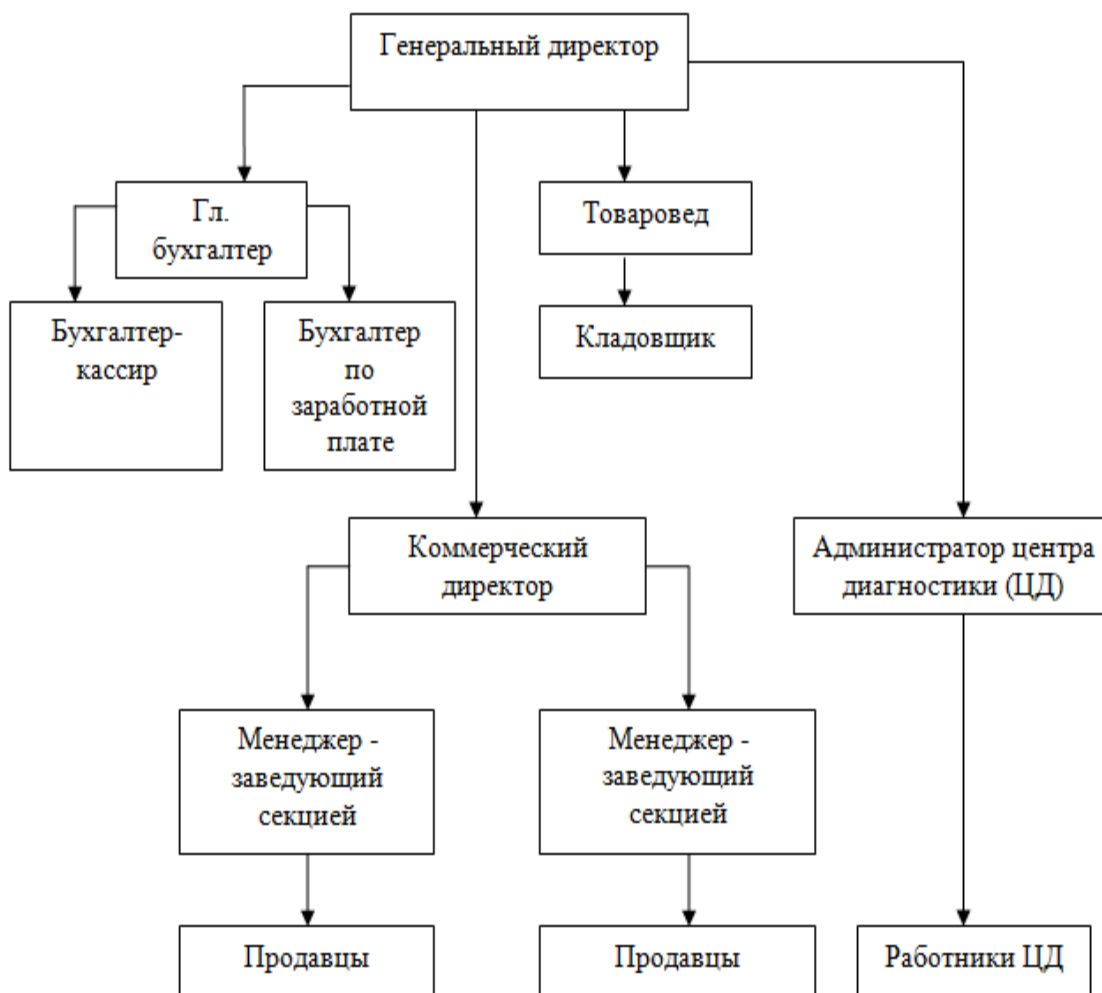 Генеральный директор
Гл.
бухгалтер
Товаровед
Бухгалтер-
кассир
Бухгалтер
по
заработной
плате
Кладовщик
Коммерческий
директор
Администратор центра
диагностики (ЦД)
Менеджер -
заведующий
секцией
Менеджер -
заведующий
секцией
Продавцы
Продавцы
Работники ЦД